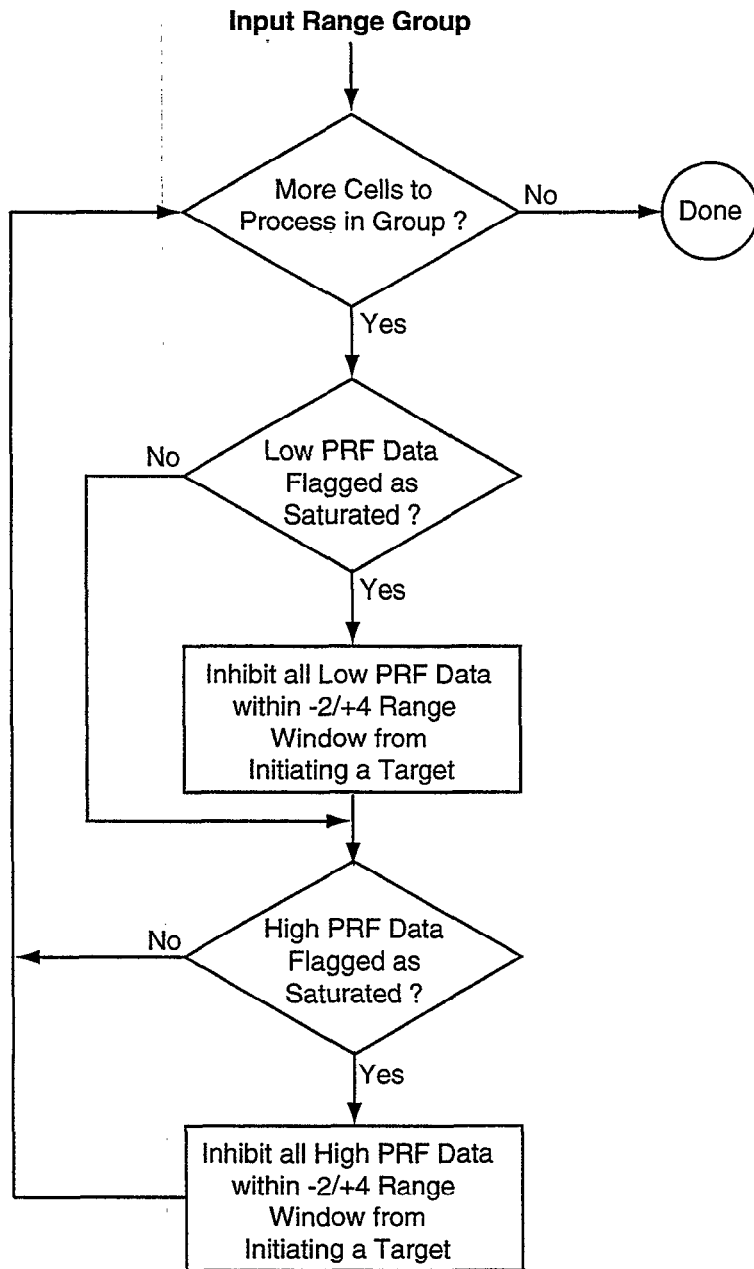 Input Range Group
More Cells to
Process in Group ?
No
Done
Yes
Low PRF Data
Flagged as
Saturated ?
No
Yes
Inhibit all Low PRF Data
within -2/+4 Range
Window from
Initiating a Target
High PRF Data
Flagged as
Saturated ?
No
Yes
Inhibit all High PRF Data
within -2/+4 Range
Window from
Initiating a Target